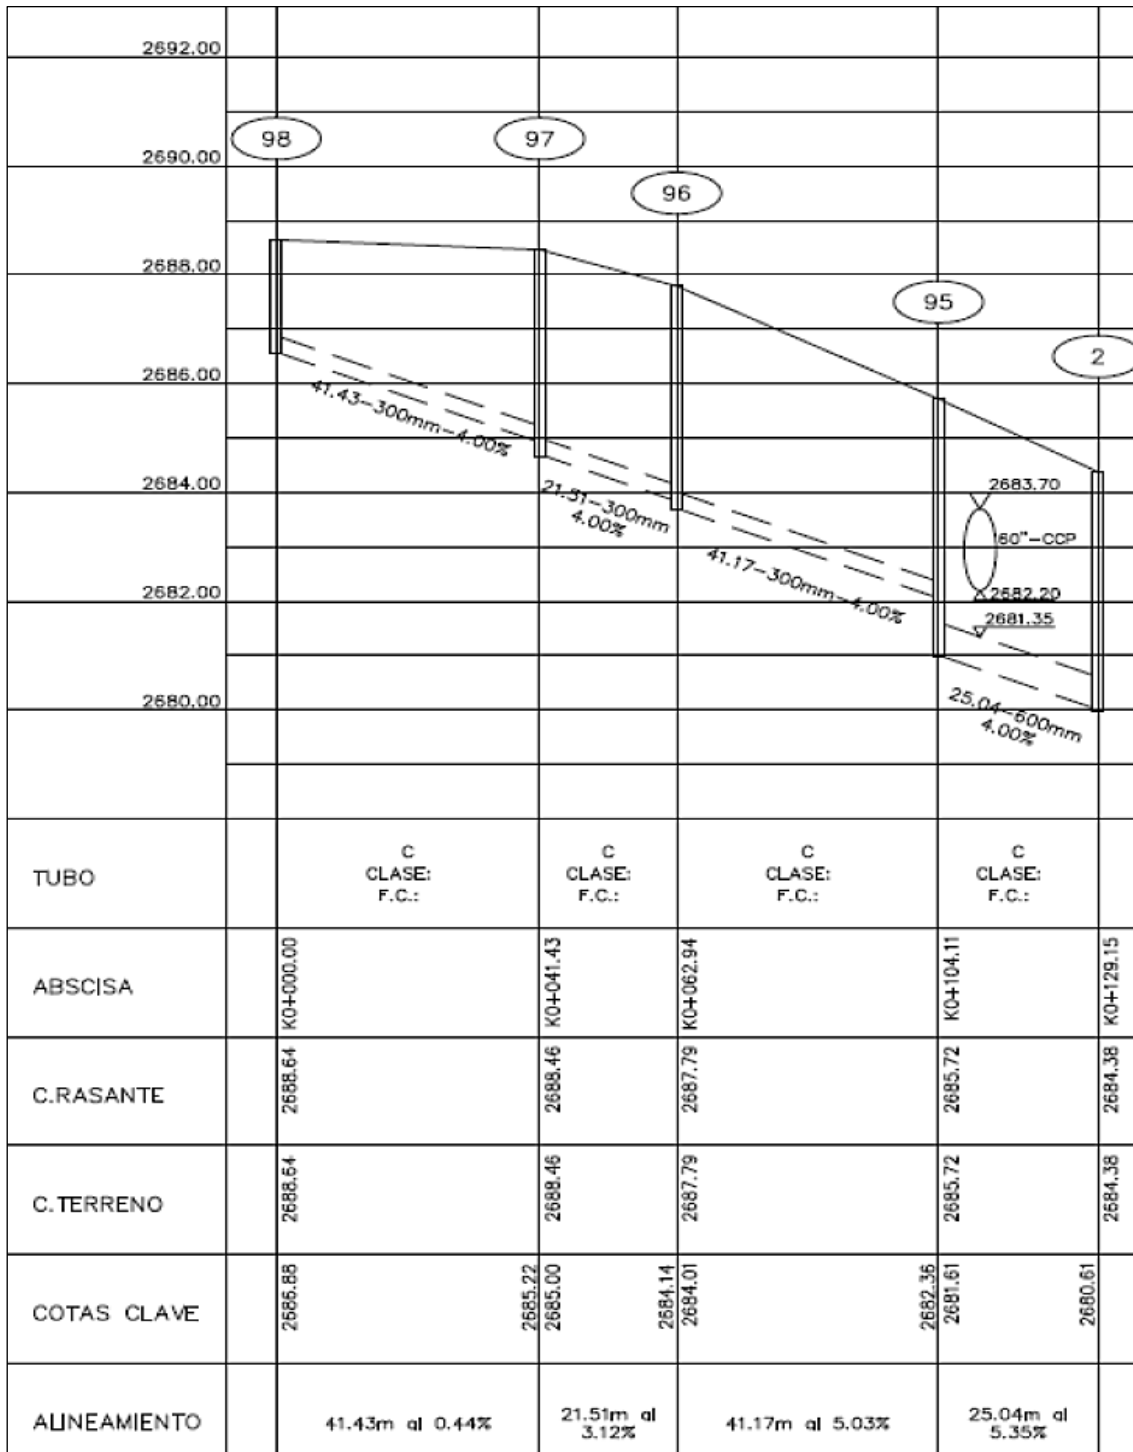 2692.00
98
97
2690.00
96
2688.00
95
2
2686.00
41.43-300mm-4.00%
2684.00
2683.70
21.51-300mm
4.00%
60"-CCP
41.17-300mm-4.00%
2682.00
2682.20
2681.35
2680.00
25.04-600mm
4.00%
TUBO
C
CLASE:
F.C.:
C
CLASE:
F.C.:
C
CLASE:
F.C.:
C
CLASE:
F.C.:
ABSCISA
K0+000.00
K0+041.43
K0+062.94
K0+104.11
K0+129.15
C.RASANTE
2688.64
2688.46
2687.79
2685.72
2684.38
C.TERRENO
2688.64
2688.46
2687.79
2685.72
2684.38
COTAS CLAVE
2686.88
2685.22
2685.00
2684.14
2684.01
2682.36
2681.61
2680.61
ALINEAMIENTO
41.43m al 0.44%
21.51m al
3.12%
41.17m al 5.03%
25.04m al
5.35%